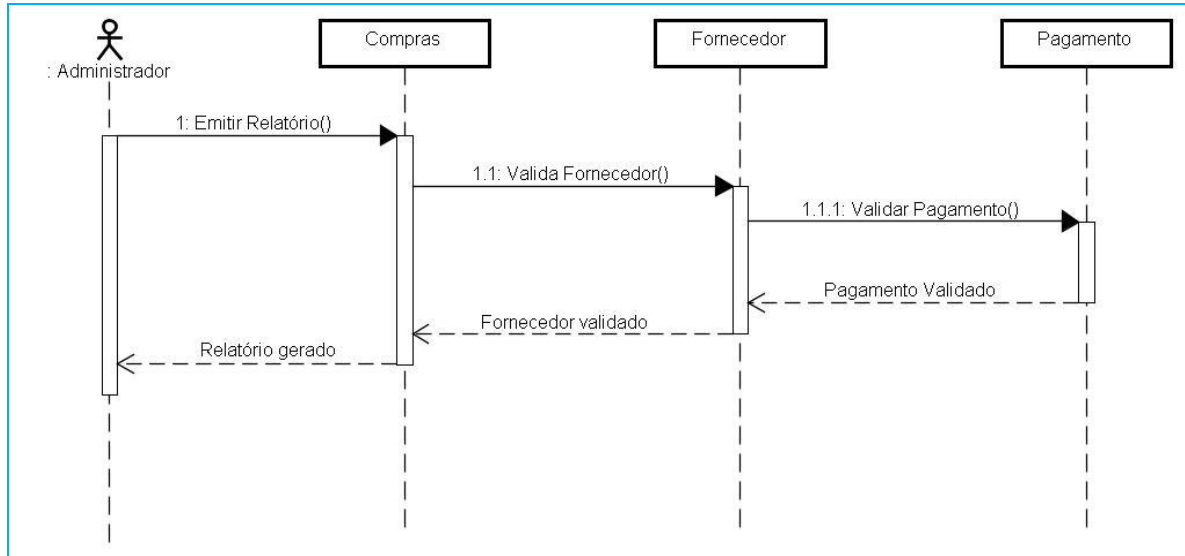 Compras
Fornecedor
Pagamento
: Administrador
1: Emitir Relatório()
1.1: Valida Fornecedor()
1.1.1: Validar Pagamento()
Pagamento Validado
Fornecedor validado
Relatório gerado